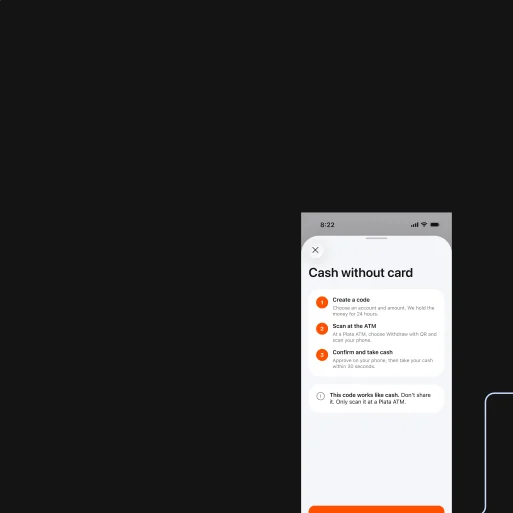 8:22
Cash without card
1
Create a code
Choose an account and amount. We hold the
money for 24 hours.
2
Scan at the ATM
At a Plata ATM, choose Withdraw with QR and
scan your phone.
3
Confirm and take cash
Approve on your phone, then take your cash
within 30 seconds.
This code works like cash. Don't share
it. Only scan it at a Plata ATM.